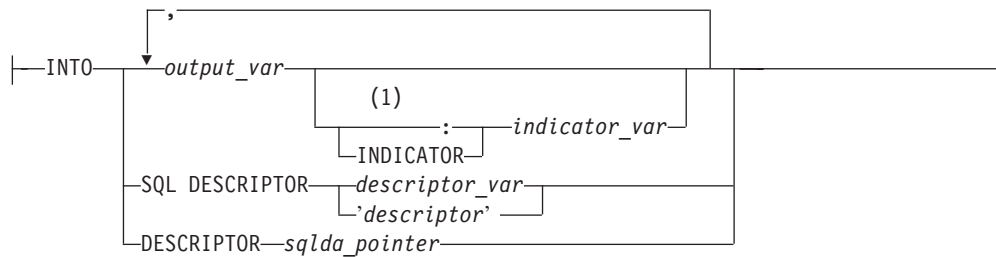 ,
INTO output_var
(1)
: indicator_var
INDICATOR
SQL DESCRIPTOR descriptor_var
'descriptor'
DESCRIPTOR sqlda_pointer